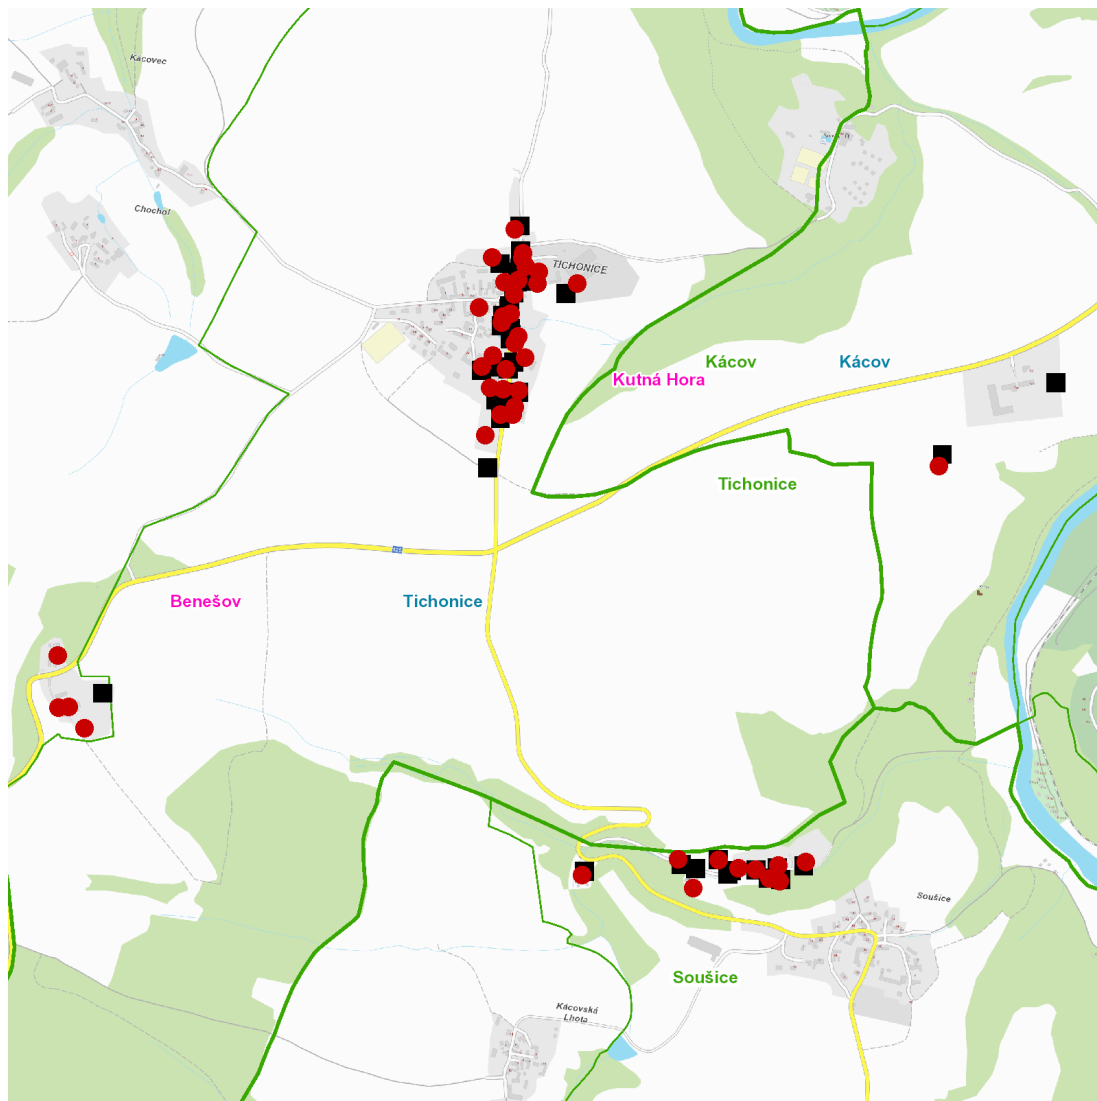 Kácovec
Chochol
TICHONICE
Kácov
Kácov
Kutná Hora
Tichonice
Benešov
Tichonice
Soušice
Soušice
Kácovská
Lhota